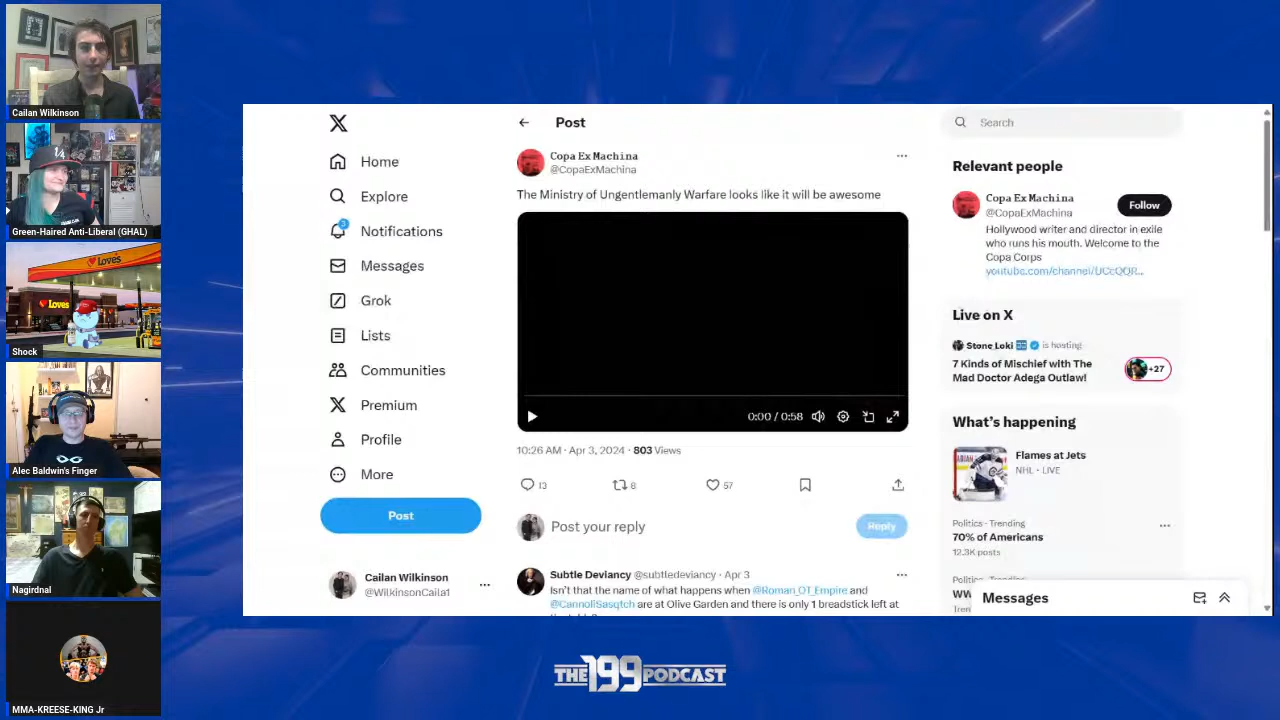 Cailan Wilkinson
Green-Haired Anti-Liberal (GHAL)
Love's
Loves
Shock
Alec Baldwin's Finger
Nagirdnal
MMA-KREESE-KING Jr
Home
Explore
3
Notifications
Messages
Grok
Lists
Communities
Premium
Profile
More
Post
Cailan Wilkinson
@WilkinsonCaila1
Post
Copa Ex Machina
@CopaExMachina
The Ministry of Ungentlemanly Warfare looks like it will be awesome
0:00 / 0:58
10:26 AM · Apr 3, 2024 · 803 Views
13 6 57
Post your reply
Reply
Subtle Deviancy @subtledeviancy · Apr 3
Isn't that the name of what happens when @Roman_OT_Empire and
@CannoliSasqtch are at Olive Garden and there is only 1 breadstick left at
Search
Relevant people
Copa Ex Machina
@CopaExMachina
Follow
Hollywood writer and director in exile
who runs his mouth. Welcome to the
Copa Corps
Live on X
Stone Loki is hosting
7 Kinds of Mischief with The
Mad Doctor Adega Outlaw!
+27
What's happening
Flames at Jets
NHL · LIVE
Politics · Trending
70% of Americans
12.3K posts
Politics · Trending
Messages
THE 199 PODCAST